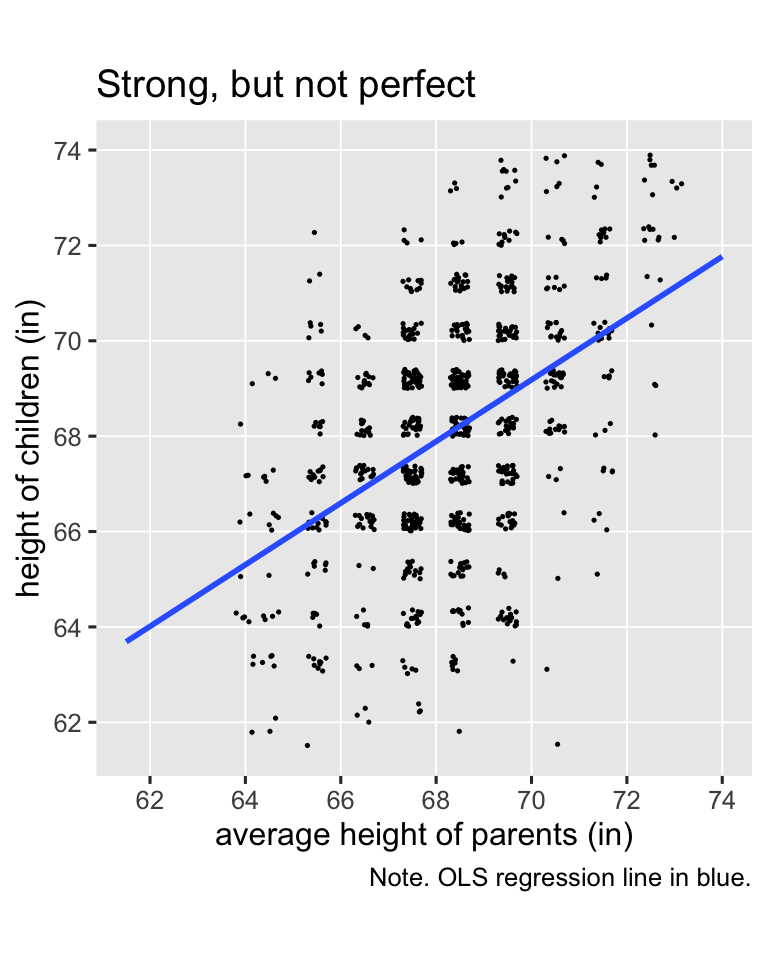 Strong, but not perfect
74
72
70
68
66
64
62
height of children (in)
62 64 66 68 70 72 74
average height of parents (in)
Note. OLS regression line in blue.